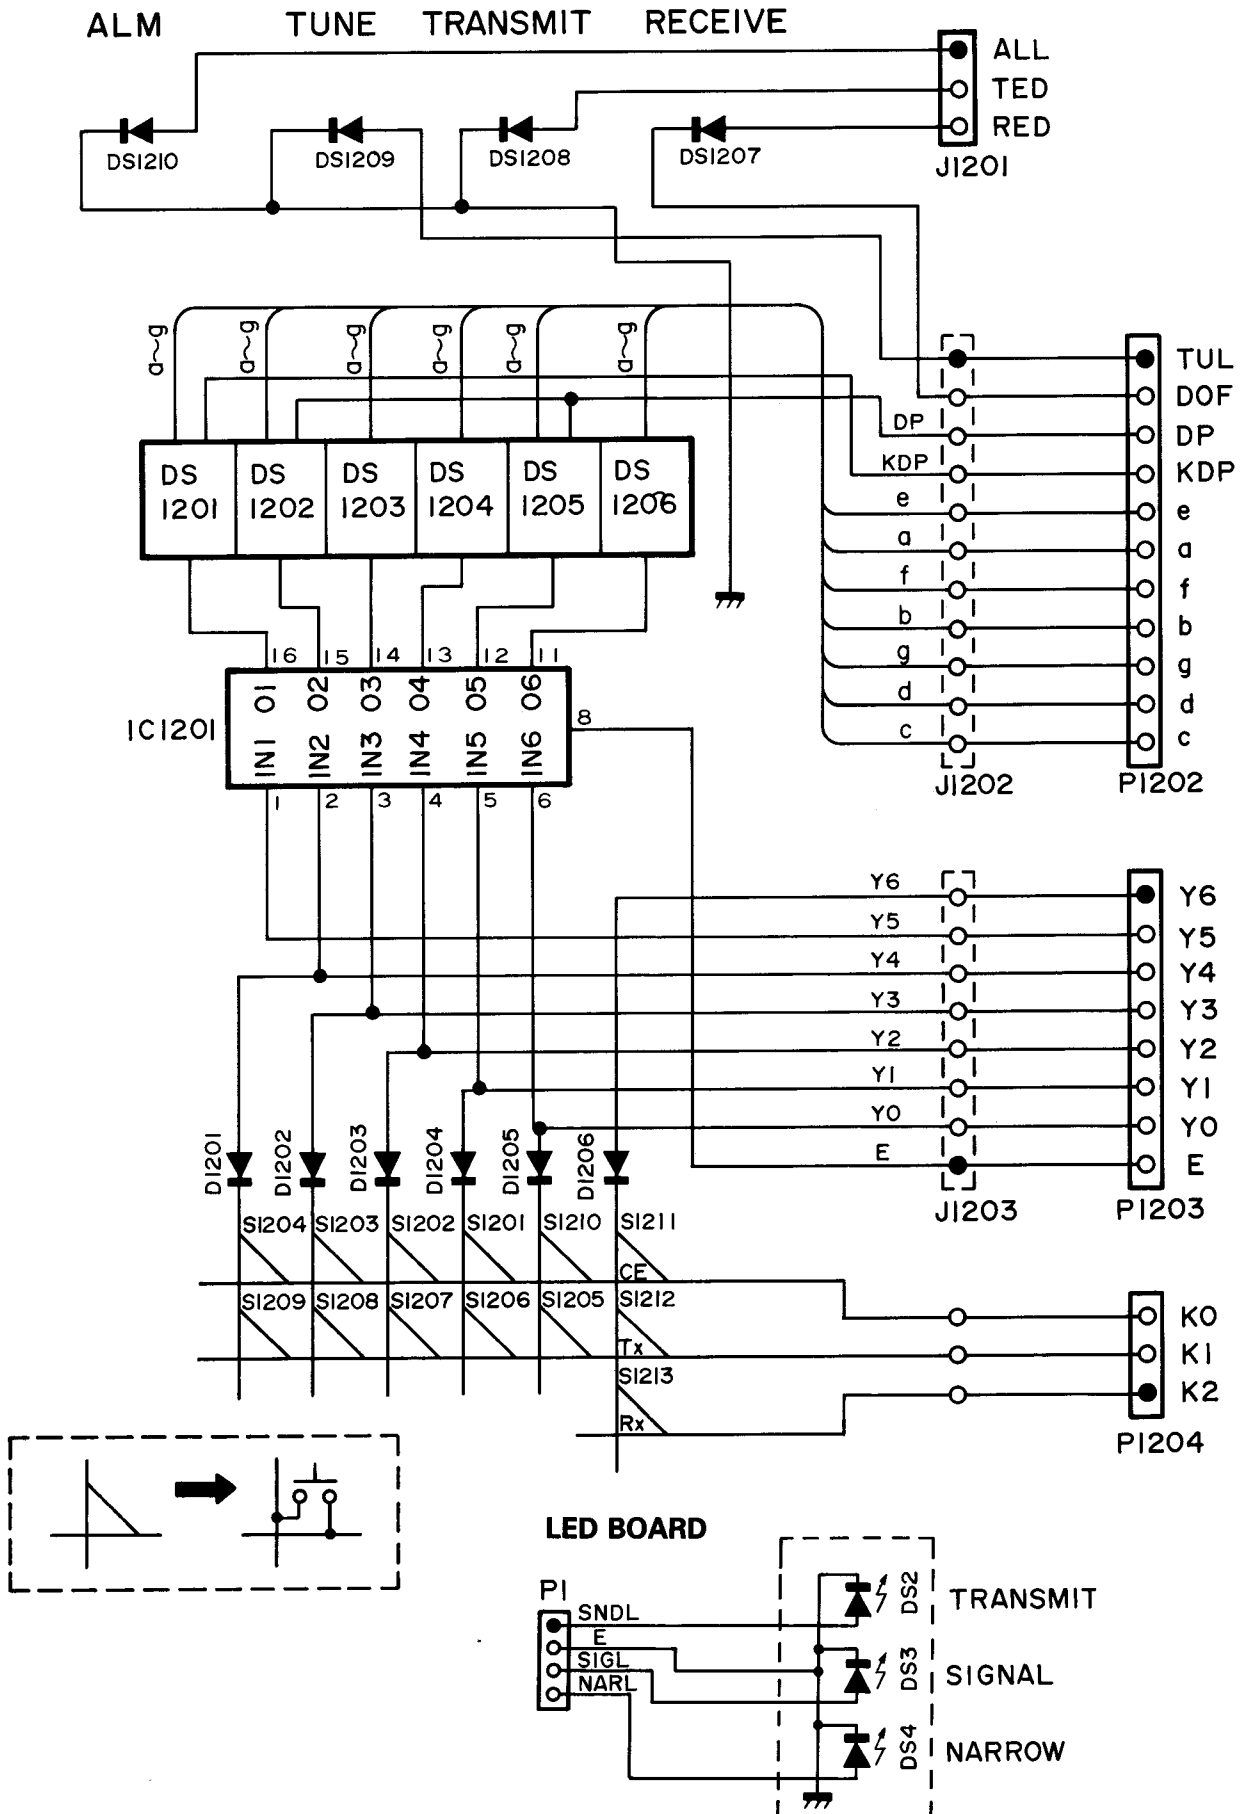 ALM TUNE TRANSMIT RECEIVE
ALL
TED
RED
J1201
DS1210 DS1209 DS1208 DS1207
a~g a~g a~g a~g a~g a~g
TUL
DOF
DP DP
KDP KDP
e e
a a
f f
b b
g g
d d
c c
J1202 P1202
DS 1201
DS 1202
DS 1203
DS 1204
DS 1205
DS 1206
16 15 14 13 12 11
IC1201
O1 O2 O3 O4 O5 O6
IN1 IN2 IN3 IN4 IN5 IN6
8
1 2 3 4 5 6
Y6 Y6
Y5 Y5
Y4 Y4
Y3 Y3
Y2 Y2
Y1 Y1
Y0 Y0
E E
J1203 P1203
D1201 D1202 D1203 D1204 D1205 D1206
S1204 S1203 S1202 S1201 S1210 S1211
CE
S1209 S1208 S1207 S1206 S1205 S1212
Tx
S1213
Rx
K0
K1
K2
P1204
LED BOARD
P1
SNDL
E
SIGL
NARL
DS2 TRANSMIT
DS3 SIGNAL
DS4 NARROW